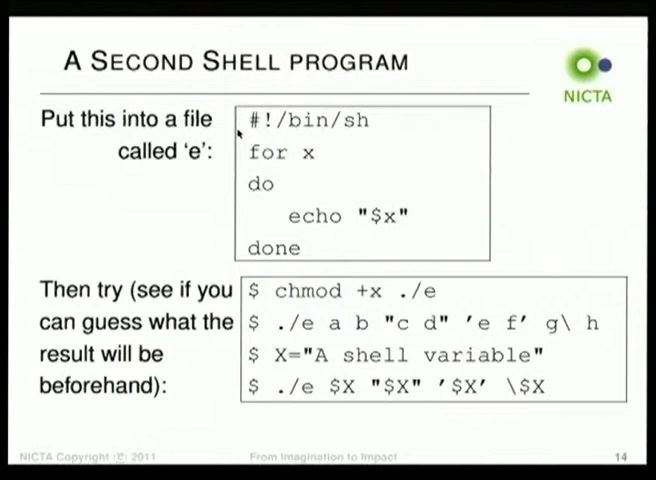 A SECOND SHELL PROGRAM
NICTA
Put this into a file
called ‘e’:
#!/bin/sh
for x
do
echo "$x"
done
Then try (see if you
can guess what the
result will be
beforehand):
$ chmod +x ./e
$ ./e a b "c d" ’e f’ g\ h
$ X="A shell variable"
$ ./e $X "$X" ’$X’ \$X
NICTA Copyright © 2011
From Imagination to Impact
14